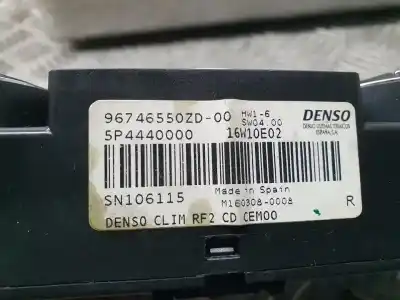 96746550ZD-00 HW1-6 DENSO
SW04.00
5P4440000 16W10E02
SN106115 Made in Spain
M160308-0008
DENSO CLIM RF2 CD CEM00 R